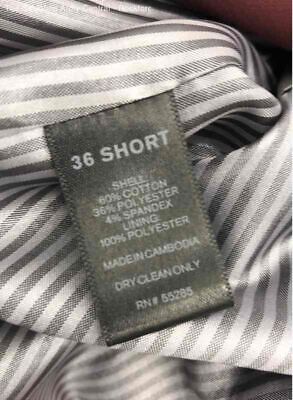 36 SHORT
SHELL:
60% COTTON
36% POLYESTER
4% SPANDEX
LINING:
100% POLYESTER
MADE IN CAMBODIA
DRY CLEAN ONLY
RN# 55285